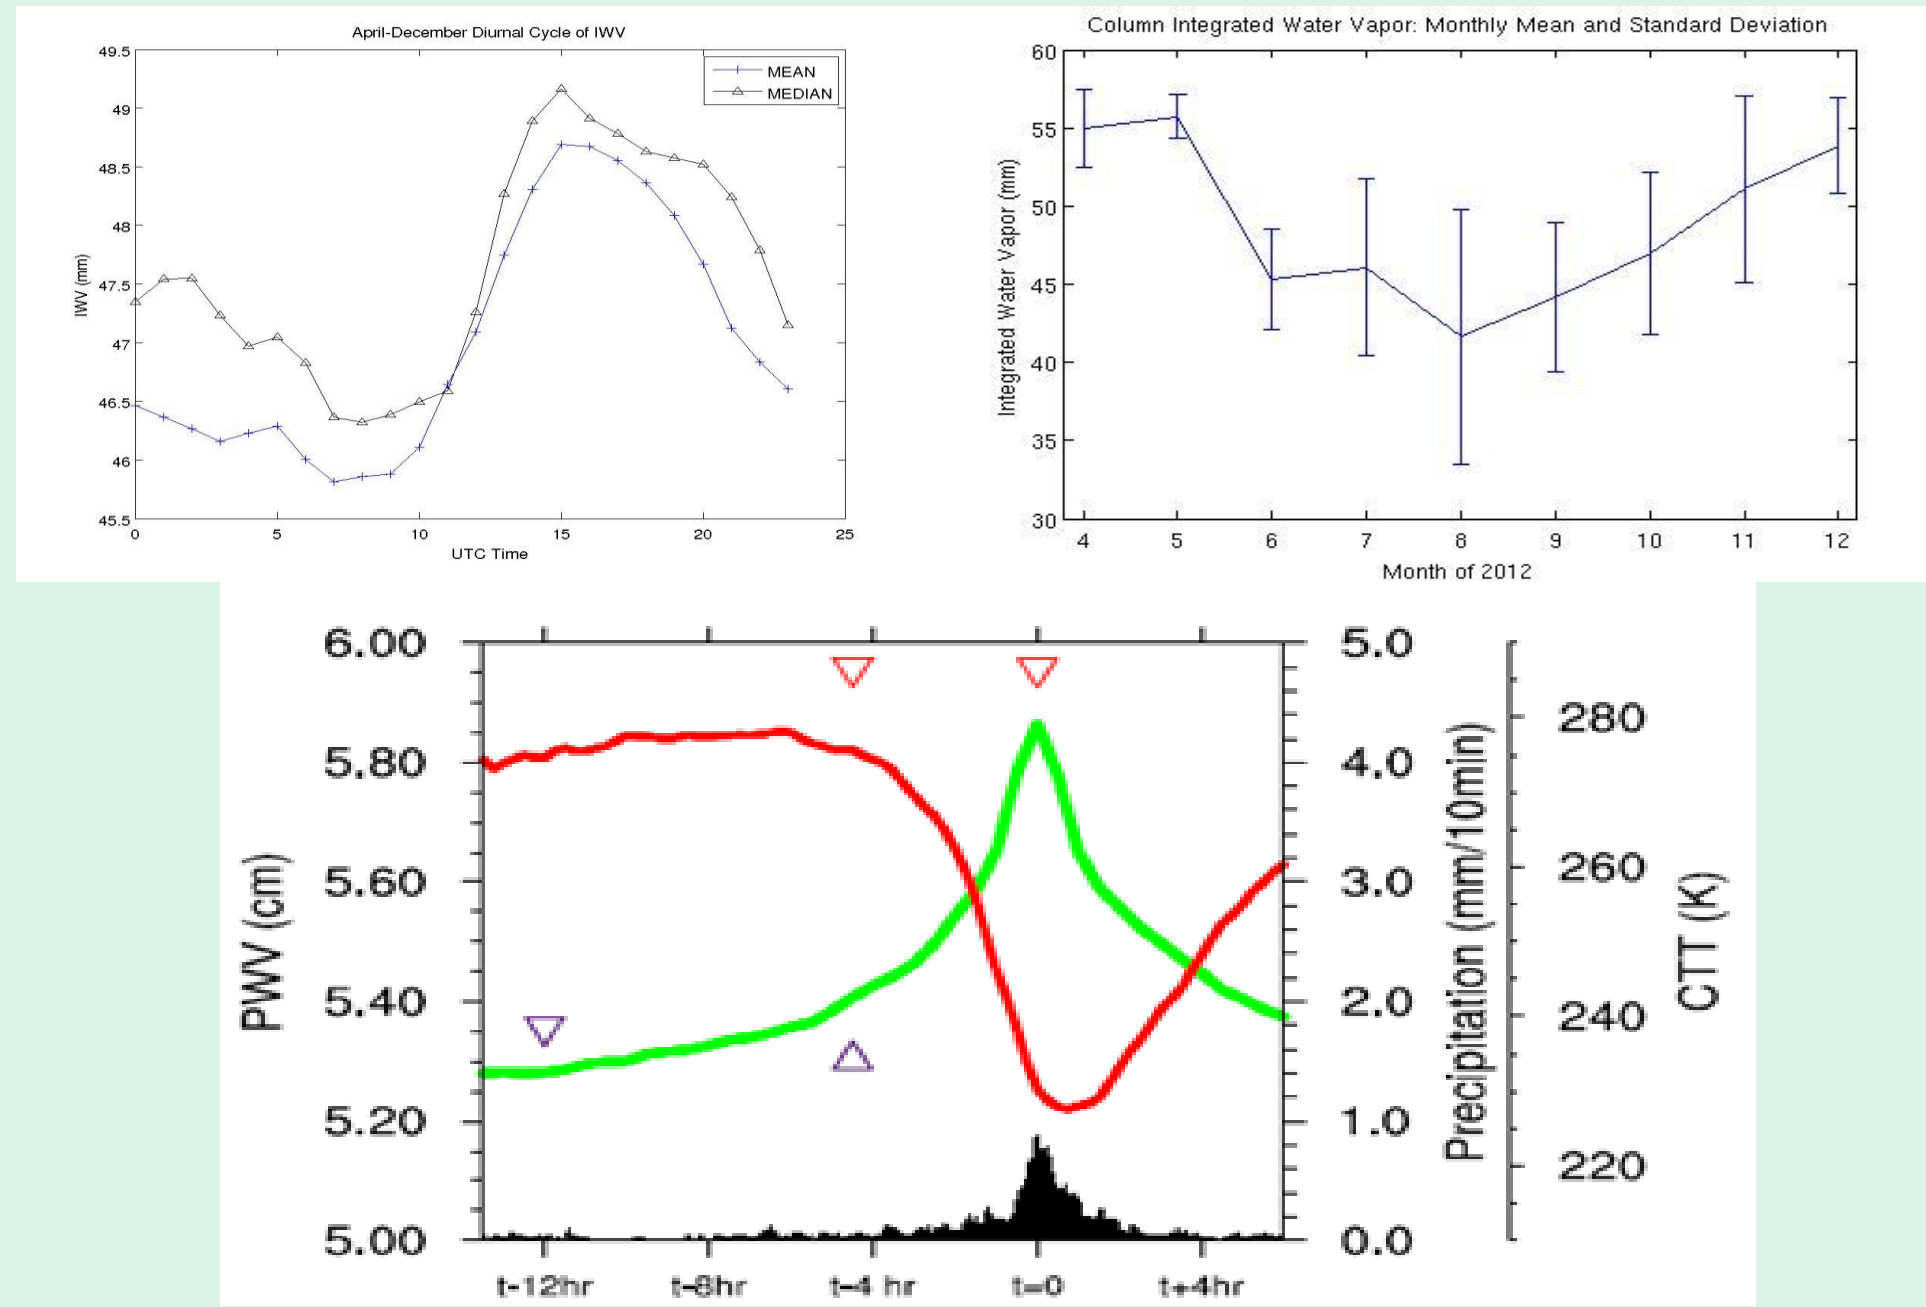 April-December Diurnal Cycle of IWV
49.5
49
48.5
48
47.5
47
46.5
46
45.5
IWV (mm)
MEAN
MEDIAN
0 5 10 15 20 25
UTC Time
Column Integrated Water Vapor: Monthly Mean and Standard Deviation
60
55
50
45
40
35
30
Integrated Water Vapor (mm)
4 5 6 7 8 9 10 11 12
Month of 2012
6.00
5.80
5.60
5.40
5.20
5.00
PWV (cm)
5.0
4.0
3.0
2.0
1.0
0.0
Precipitation (mm/10min)
280
260
240
220
CTT (K)
t-12hr t-8hr t-4 hr t=0 t+4hr